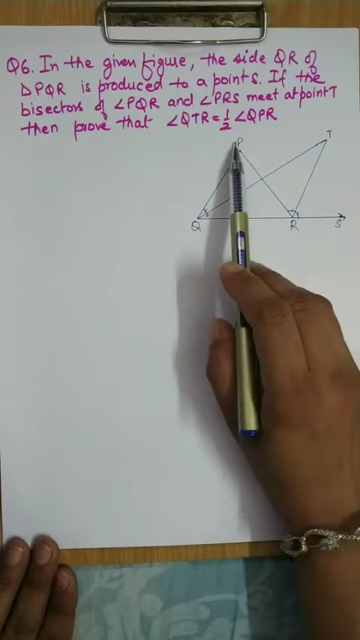 Q6. In the given figure, the side QR of
△PQR is produced to a point S. If the
bisectors of ∠PQR and ∠PRS meet at point T
then prove that ∠QTR = 1/2 ∠QPR
P
T
Q
R
S